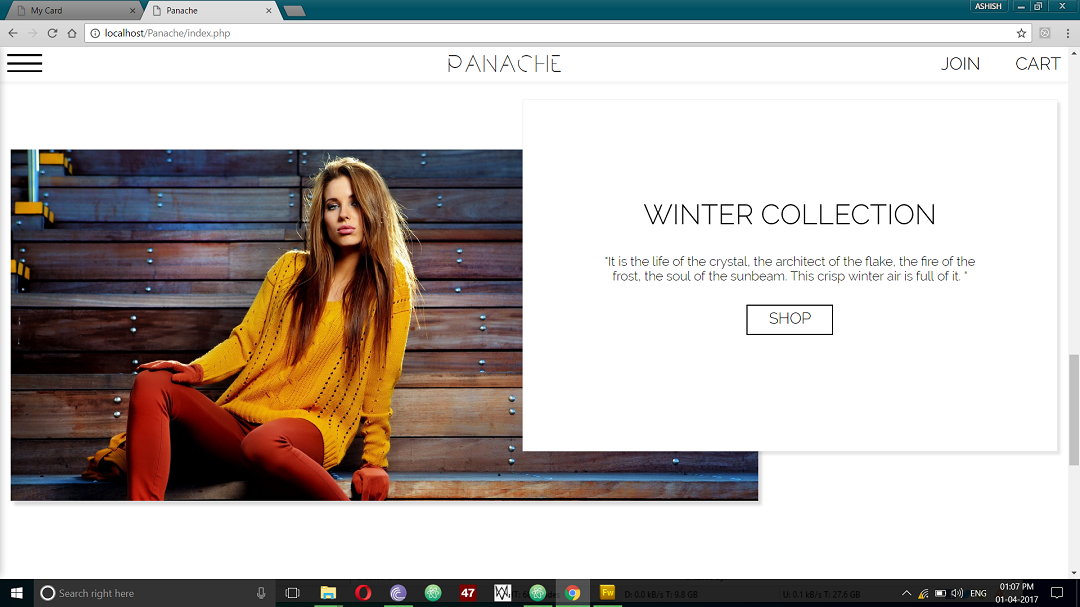 My Card
Panache
ASHISH
localhost/Panache/index.php
PANACHE
JOIN
CART
WINTER COLLECTION
"It is the life of the crystal, the architect of the flake, the fire of the
frost, the soul of the sunbeam. This crisp winter air is full of it. "
SHOP
Search right here
47
Fw
D: 0.0 kB/s T: 9.8 GB
U: 0.1 kB/s T: 27.6 GB
ENG
01:07 PM
01-04-2017